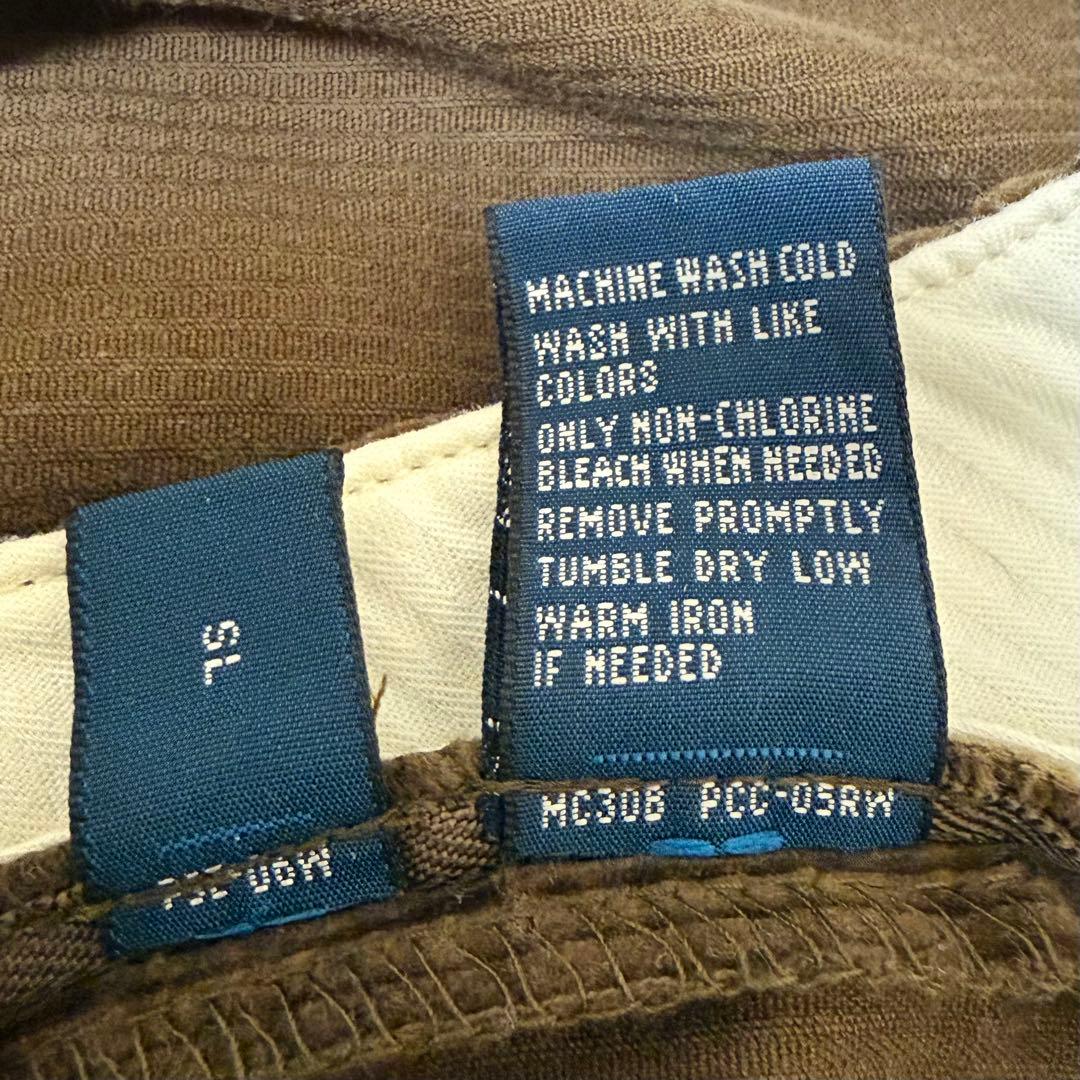 MACHINE WASH COLD
WASH WITH LIKE
COLORS
ONLY NON-CHLORINE
BLEACH WHEN NEEDED
REMOVE PROMPTLY
TUMBLE DRY LOW
WARM IRON
IF NEEDED
MC308 PCC-05RW